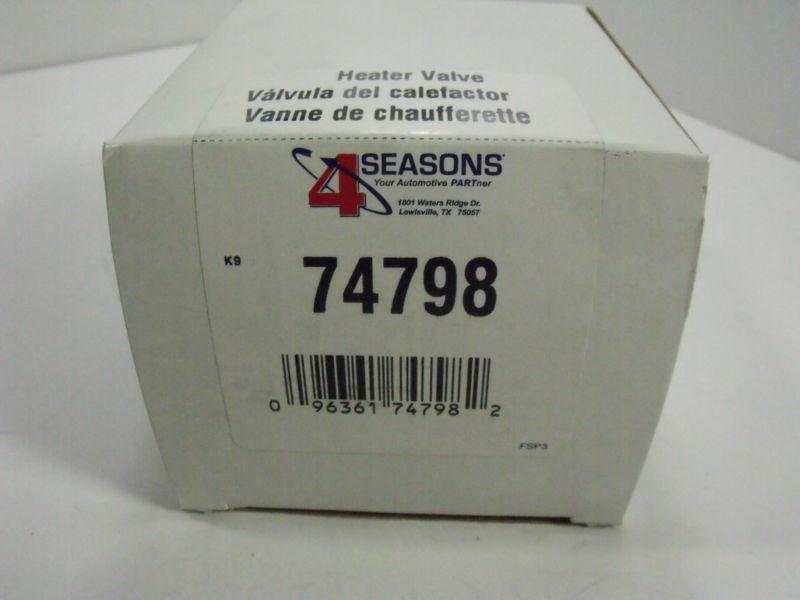 Heater Valve
Válvula del calefactor
Vanne de chaufferette
4 SEASONS
Your Automotive PARTner
1801 Waters Ridge Dr.
Lewisville, TX 75057
K9
74798
0 96361 74798 2
FSP3